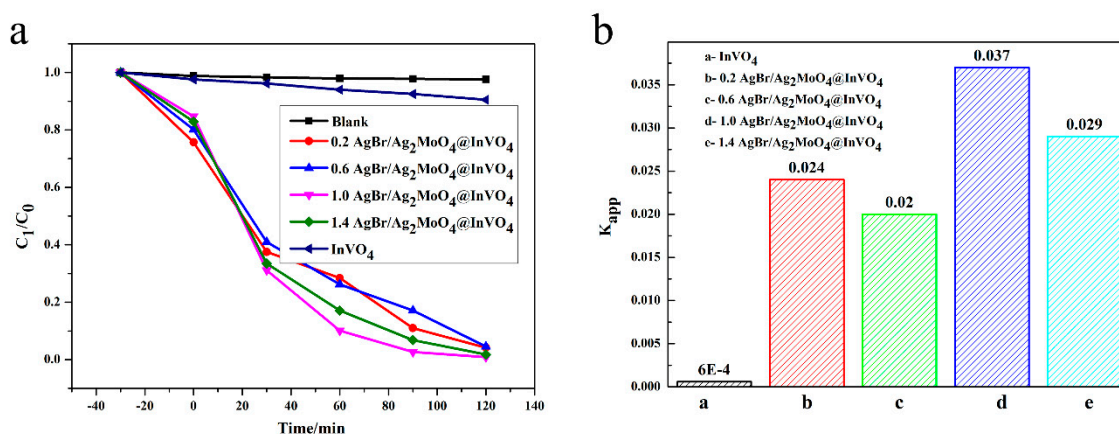 a
1.0
0.8
0.6
0.4
0.2
0.0
C1/C0
Blank
0.2 AgBr/Ag2MoO4@InVO4
0.6 AgBr/Ag2MoO4@InVO4
1.0 AgBr/Ag2MoO4@InVO4
1.4 AgBr/Ag2MoO4@InVO4
InVO4
-40 -20 0 20 40 60 80 100 120 140
Time/min
b
0.035
0.030
0.025
0.020
0.015
0.010
0.005
0.000
Kapp
a- InVO4
b- 0.2 AgBr/Ag2MoO4@InVO4
c- 0.6 AgBr/Ag2MoO4@InVO4
d- 1.0 AgBr/Ag2MoO4@InVO4
c- 1.4 AgBr/Ag2MoO4@InVO4
6E-4
0.024
0.02
0.037
0.029
a b c d e